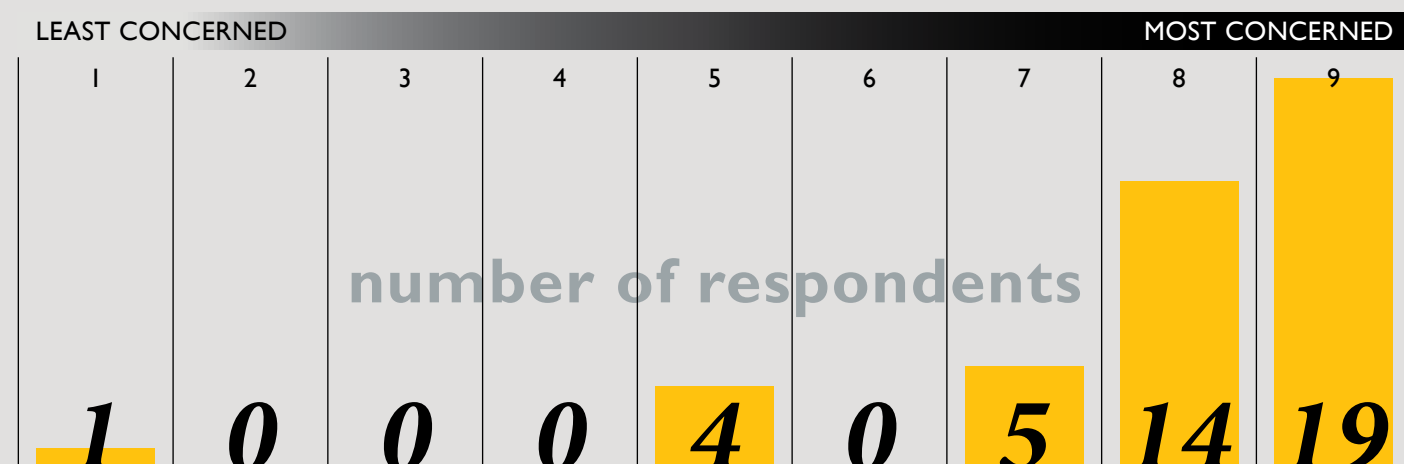 LEAST CONCERNED MOST CONCERNED
1 2 3 4 5 6 7 8 9
number of respondents
1 0 0 0 4 0 5 14 19